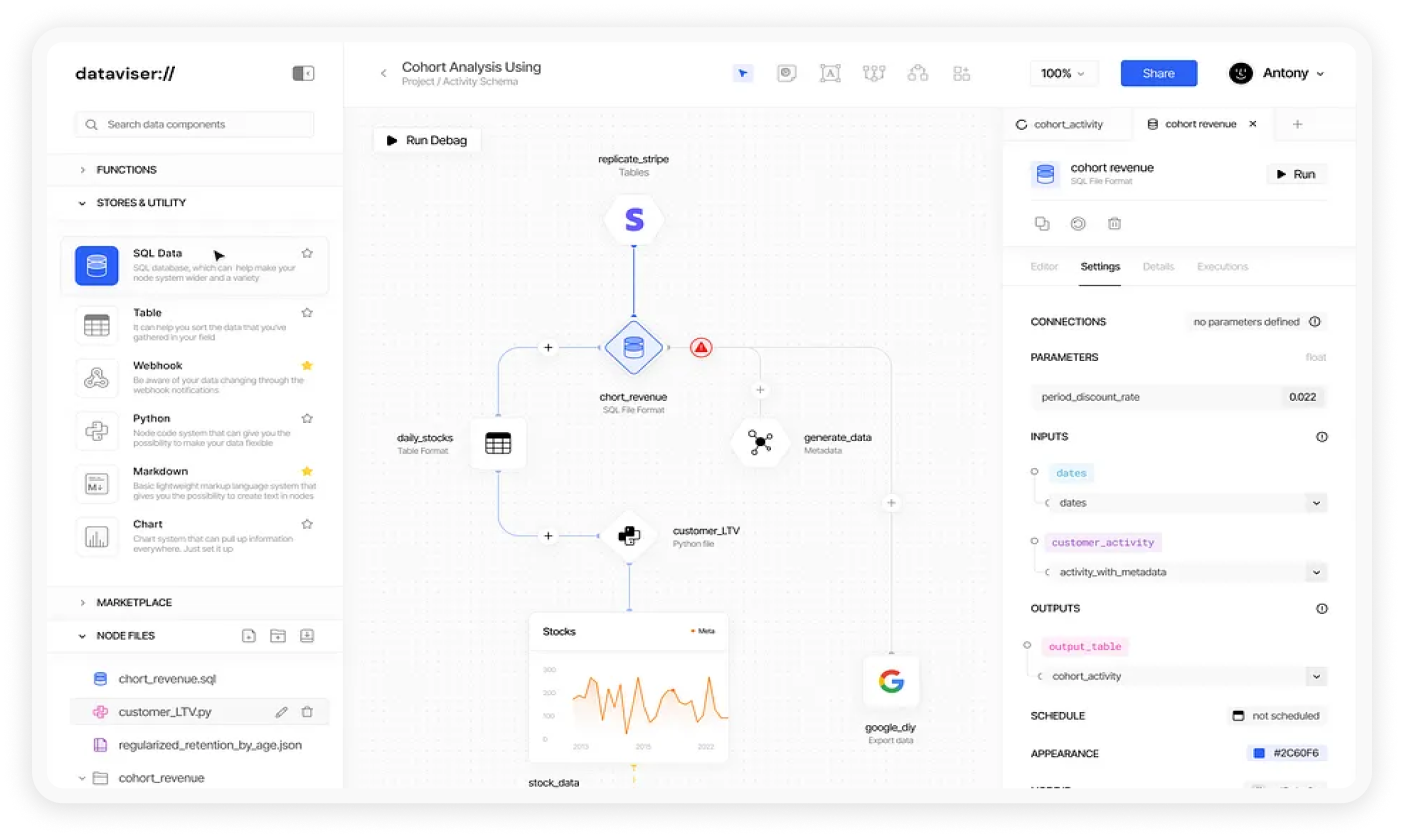 dataviser://
Search data components
FUNCTIONS
STORES & UTILITY
SQL Data
SQL database, which can help make your
node system wider and a variety
Table
It can help you sort the data that you've
gathered in your field
Webhook
Be aware of your data changing through the
webhook notifications
Python
Node code system that can give you the
possibility to make your data flexible
Markdown
M↓
Basic lightweight markup language system that
gives you the possibility to create text in nodes
Chart
Chart system that can pull up information
everywhere. Just set it up
MARKETPLACE
NODE FILES
chort_revenue.sql
customer_LTV.py
regularized_retention_by_age.json
cohort_revenue
Cohort Analysis Using
Project / Activity Schema
A
100%
Share
Antony
Run Debag
replicate_stripe
Tables
S
chort_revenue
SQL File Format
daily_stocks
Table Format
generate_data
Metadata
customer_LTV
Python file
Stocks
Meta
300
200
100
0
2013
2015
2022
stock_data
G
google_diy
Export data
cohort_activity
cohort revenue
cohort revenue
SQL File Format
Run
Editor
Settings
Details
Executions
CONNECTIONS
no parameters defined
PARAMETERS
float
period_discount_rate
0.022
INPUTS
dates
dates
customer_activity
activity_with_metadata
OUTPUTS
output_table
cohort_activity
SCHEDULE
not scheduled
APPEARANCE
#2C60F6